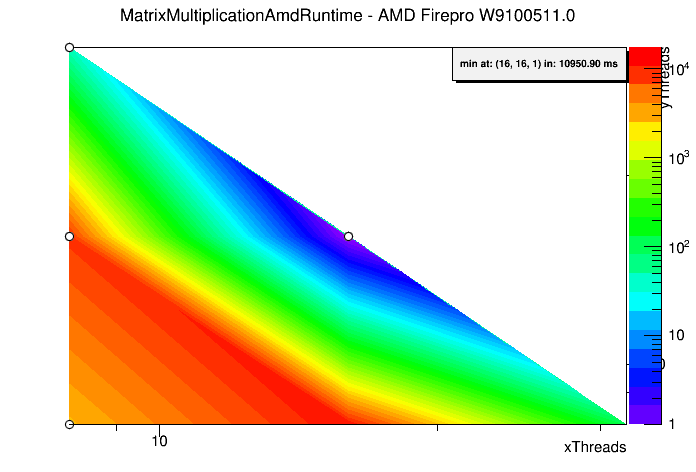 MatrixMultiplicationAmdRuntime - AMD Firepro W9100511.0
min at: (16, 16, 1) in: 10950.90 ms
yThreads
10⁴
10³
10²
10
1
10
xThreads